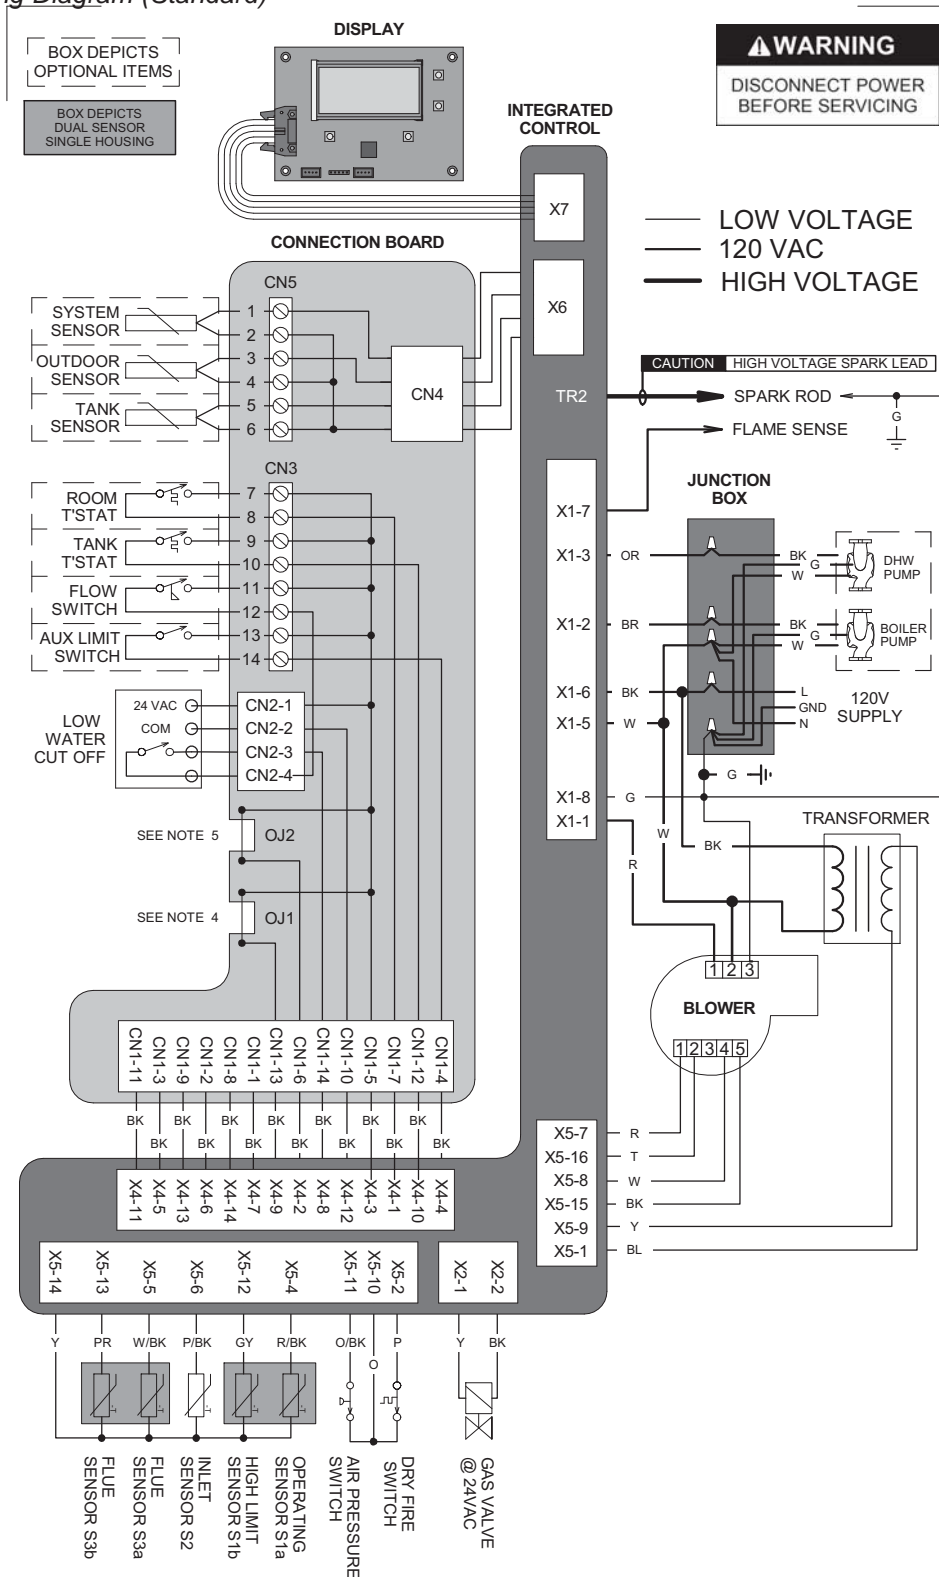 ng Diagram (Standard)
BOX DEPICTS
OPTIONAL ITEMS
BOX DEPICTS
DUAL SENSOR
SINGLE HOUSING
DISPLAY
INTEGRATED
CONTROL
WARNING
DISCONNECT POWER
BEFORE SERVICING
X7
LOW VOLTAGE
120 VAC
HIGH VOLTAGE
CONNECTION BOARD
CN5
X6
SYSTEM
SENSOR
1
2
OUTDOOR
SENSOR
3
4
TANK
SENSOR
5
6
CN4
CAUTION HIGH VOLTAGE SPARK LEAD
TR2
SPARK ROD
G
FLAME SENSE
CN3
ROOM
T'STAT
7
8
TANK
T'STAT
9
10
FLOW
SWITCH
11
12
AUX LIMIT
SWITCH
13
14
JUNCTION
BOX
X1-7
X1-3 OR
BK
G
W
DHW
PUMP
X1-2 BR
BK
G
W
BOILER
PUMP
X1-6 BK
L
GND
N
120V
SUPPLY
X1-5 W
LOW
WATER
CUT OFF
24 VAC
COM
CN2-1
CN2-2
CN2-3
CN2-4
G
X1-8 G
X1-1
R
W
BK
TRANSFORMER
SEE NOTE 5 OJ2
SEE NOTE 4 OJ1
1 2 3
BLOWER
1 2 3 4 5
CN1-11 CN1-3 CN1-9 CN1-2 CN1-8 CN1-1 CN1-13 CN1-6 CN1-14 CN1-10 CN1-5 CN1-7 CN1-12 CN1-4
BK BK BK BK BK BK BK
BK BK BK BK BK BK BK
X4-11 X4-5 X4-13 X4-6 X4-14 X4-7 X4-9 X4-2 X4-8 X4-12 X4-3 X4-1 X4-10 X4-4
X5-7 R
X5-16 T
X5-8 W
X5-15 BK
X5-9 Y
X5-1 BL
X5-14 X5-13 X5-5 X5-6 X5-12 X5-4 X5-11 X5-10 X5-2 X2-1 X2-2
Y PR W/BK P/BK GY R/BK O/BK O P Y BK
-T -T -T -T -T
FLUE
SENSOR S3b
FLUE
SENSOR S3a
INLET
SENSOR S2
HIGH LIMIT
SENSOR S1b
OPERATING
SENSOR S1a
AIR PRESSURE
SWITCH
DRY FIRE
SWITCH
GAS VALVE
@ 24VAC